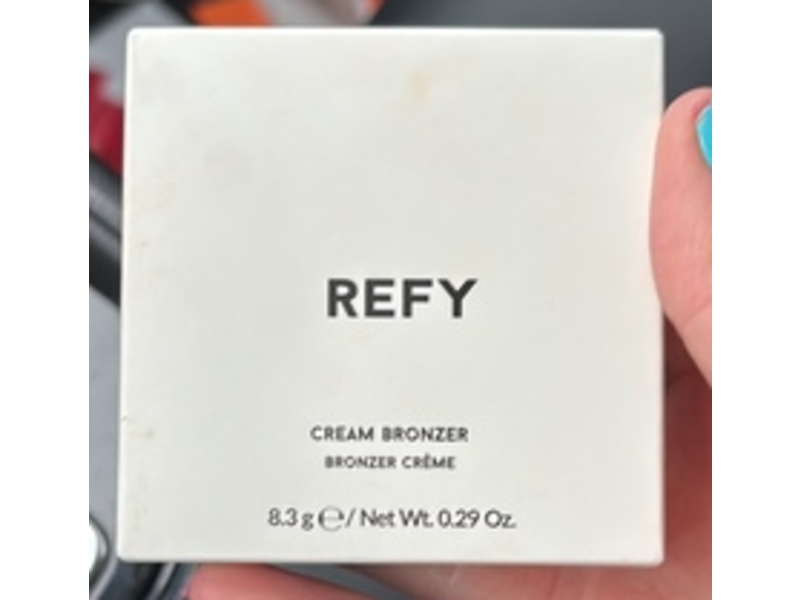 REFY
CREAM BRONZER
BRONZER CRÈME
8.3 g ℮ / Net Wt. 0.29 Oz.